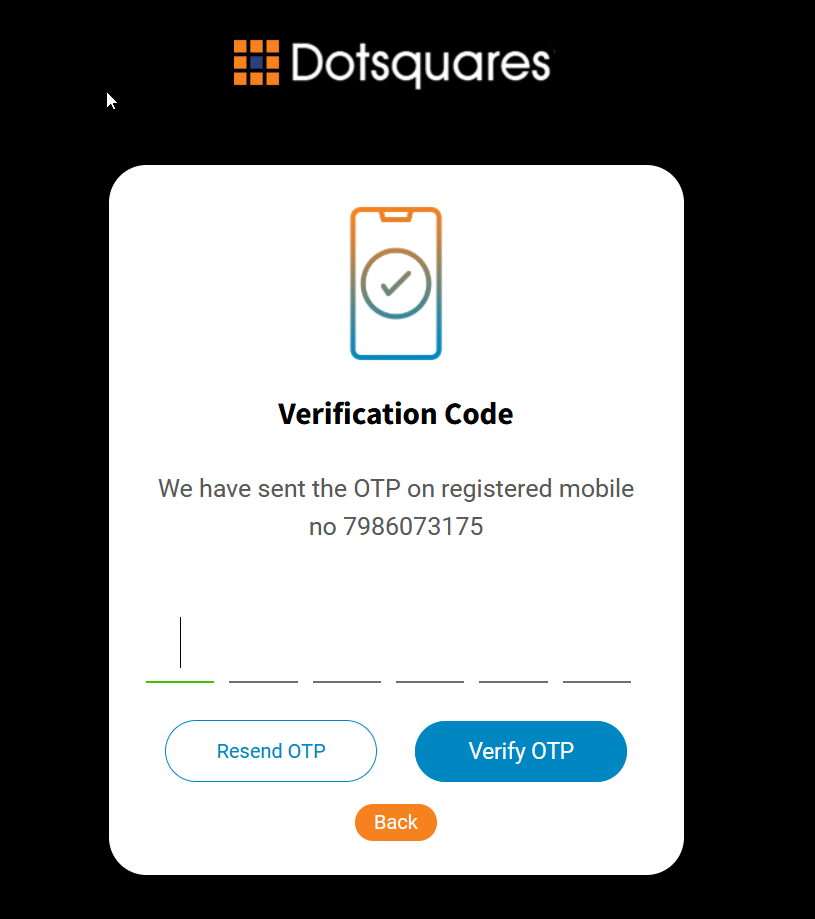 Dotsquares
Verification Code
We have sent the OTP on registered mobile
no 7986073175
Resend OTP
Verify OTP
Back